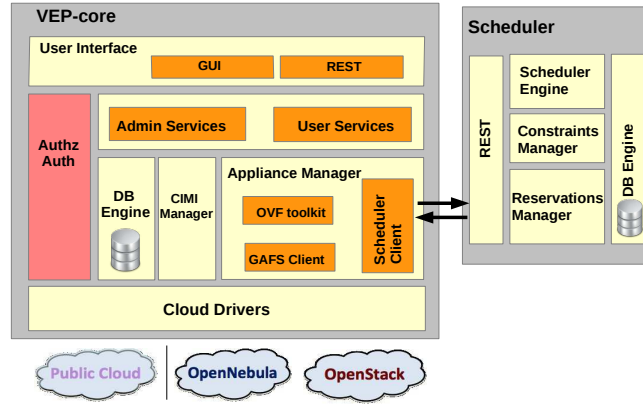 VEP-core
User Interface
GUI
REST
Authz
Auth
Admin Services
User Services
DB
Engine
CIMI
Manager
Appliance Manager
OVF toolkit
GAFS Client
Scheduler
Client
Cloud Drivers
Public Cloud
OpenNebula
OpenStack
Scheduler
REST
Scheduler
Engine
Constraints
Manager
Reservations
Manager
DB Engine